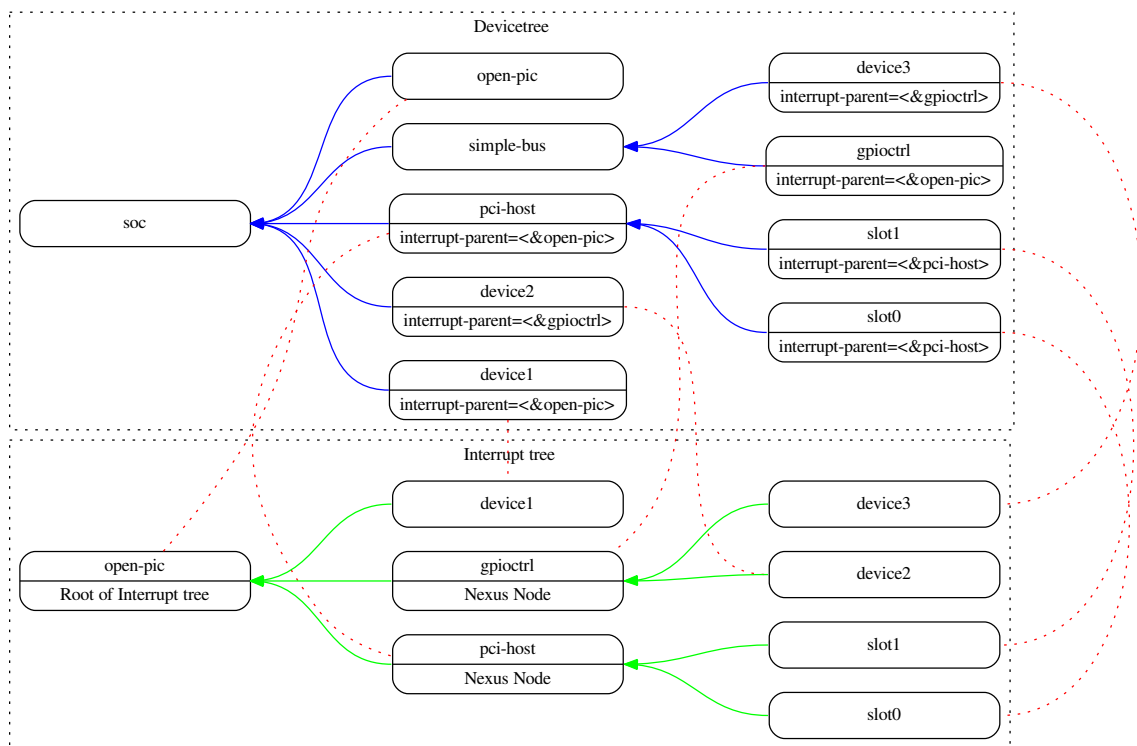 Devicetree
open-pic
device3
interrupt-parent=<&gpioctrl>
simple-bus
gpioctrl
interrupt-parent=<&open-pic>
soc
pci-host
interrupt-parent=<&open-pic>
slot1
interrupt-parent=<&pci-host>
device2
interrupt-parent=<&gpioctrl>
slot0
interrupt-parent=<&pci-host>
device1
interrupt-parent=<&open-pic>
Interrupt tree
device1
device3
open-pic
Root of Interrupt tree
gpioctrl
Nexus Node
device2
pci-host
Nexus Node
slot1
slot0